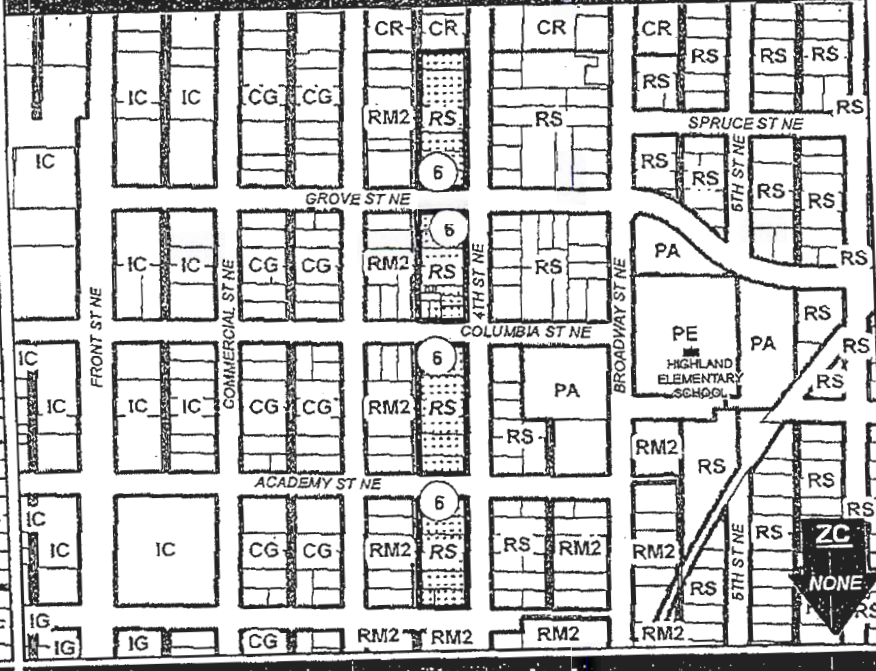 CR CR CR CR
RS RS RS
IC IC CG CG RM2 RS RS RS RS
SPRUCE ST NE
IC 6 RS RS 5TH ST NE RS RS
GROVE ST NE
6
IC IC CG CG RM2 RS RS PA RS
FRONT ST NE COMMERCIAL ST NE 4TH ST NE BROADWAY ST NE
RS
COLUMBIA ST NE
PE PA RS
IC 6 HIGHLAND
ELEMENTARY
SCHOOL
RS
PA
IC IC IC CG CG RM2 RS
RS RM2 RS RS
ACADEMY ST NE
6
IC RS
IC IC CG CG RM2 RS RS RM2 RM2 RS
ZC
5TH ST NE
NONE
RS RS
IG
IG IG CG RM2 RM2 RM2 RM2